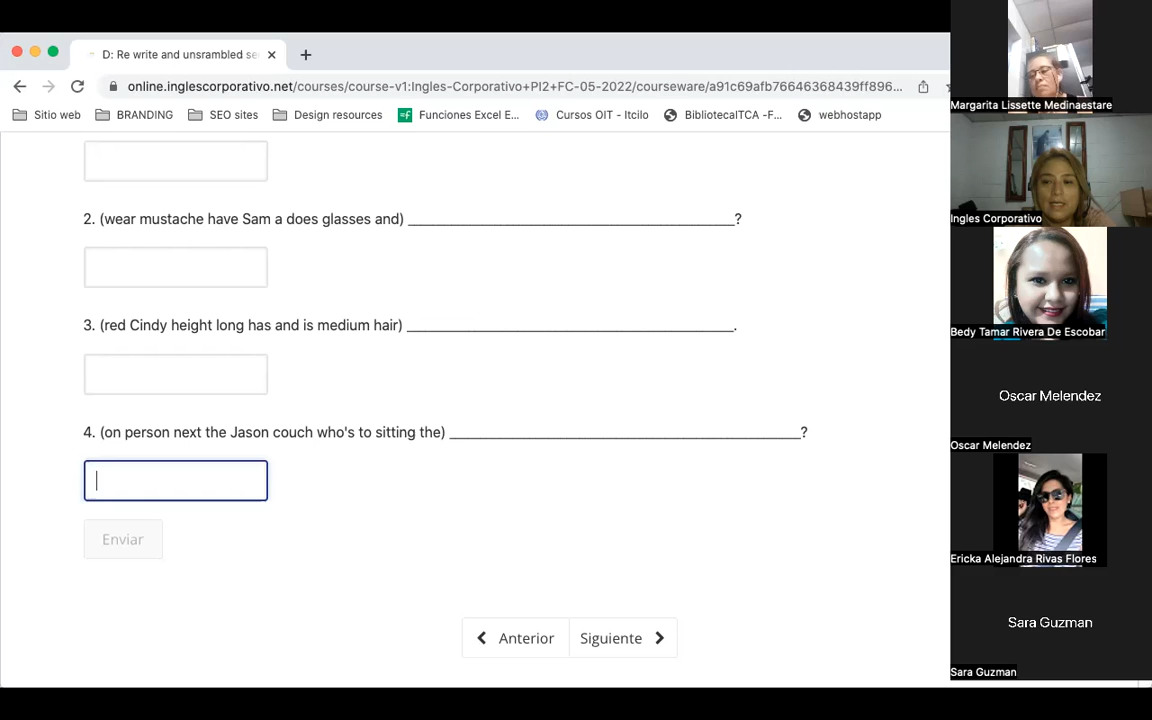 D: Re write and unsrambled se
online.inglescorporativo.net/courses/course-v1:Ingles-Corporativo+PI2+FC-05-2022/courseware/a91c69afb76646368439ff896...
Sitio web BRANDING SEO sites Design resources Funciones Excel E... Cursos OIT - Itcilo BibliotecaITCA -F... webhostapp
2. (wear mustache have Sam a does glasses and) ______________________________________?
3. (red Cindy height long has and is medium hair) ______________________________________.
4. (on person next the Jason couch who's to sitting the) _________________________________________?
Enviar
Anterior Siguiente
Margarita Lissette Medinaestare
Ingles Corporativo
Bedy Tamar Rivera De Escobar
Oscar Melendez
Oscar Melendez
Ericka Alejandra Rivas Flores
Sara Guzman
Sara Guzman